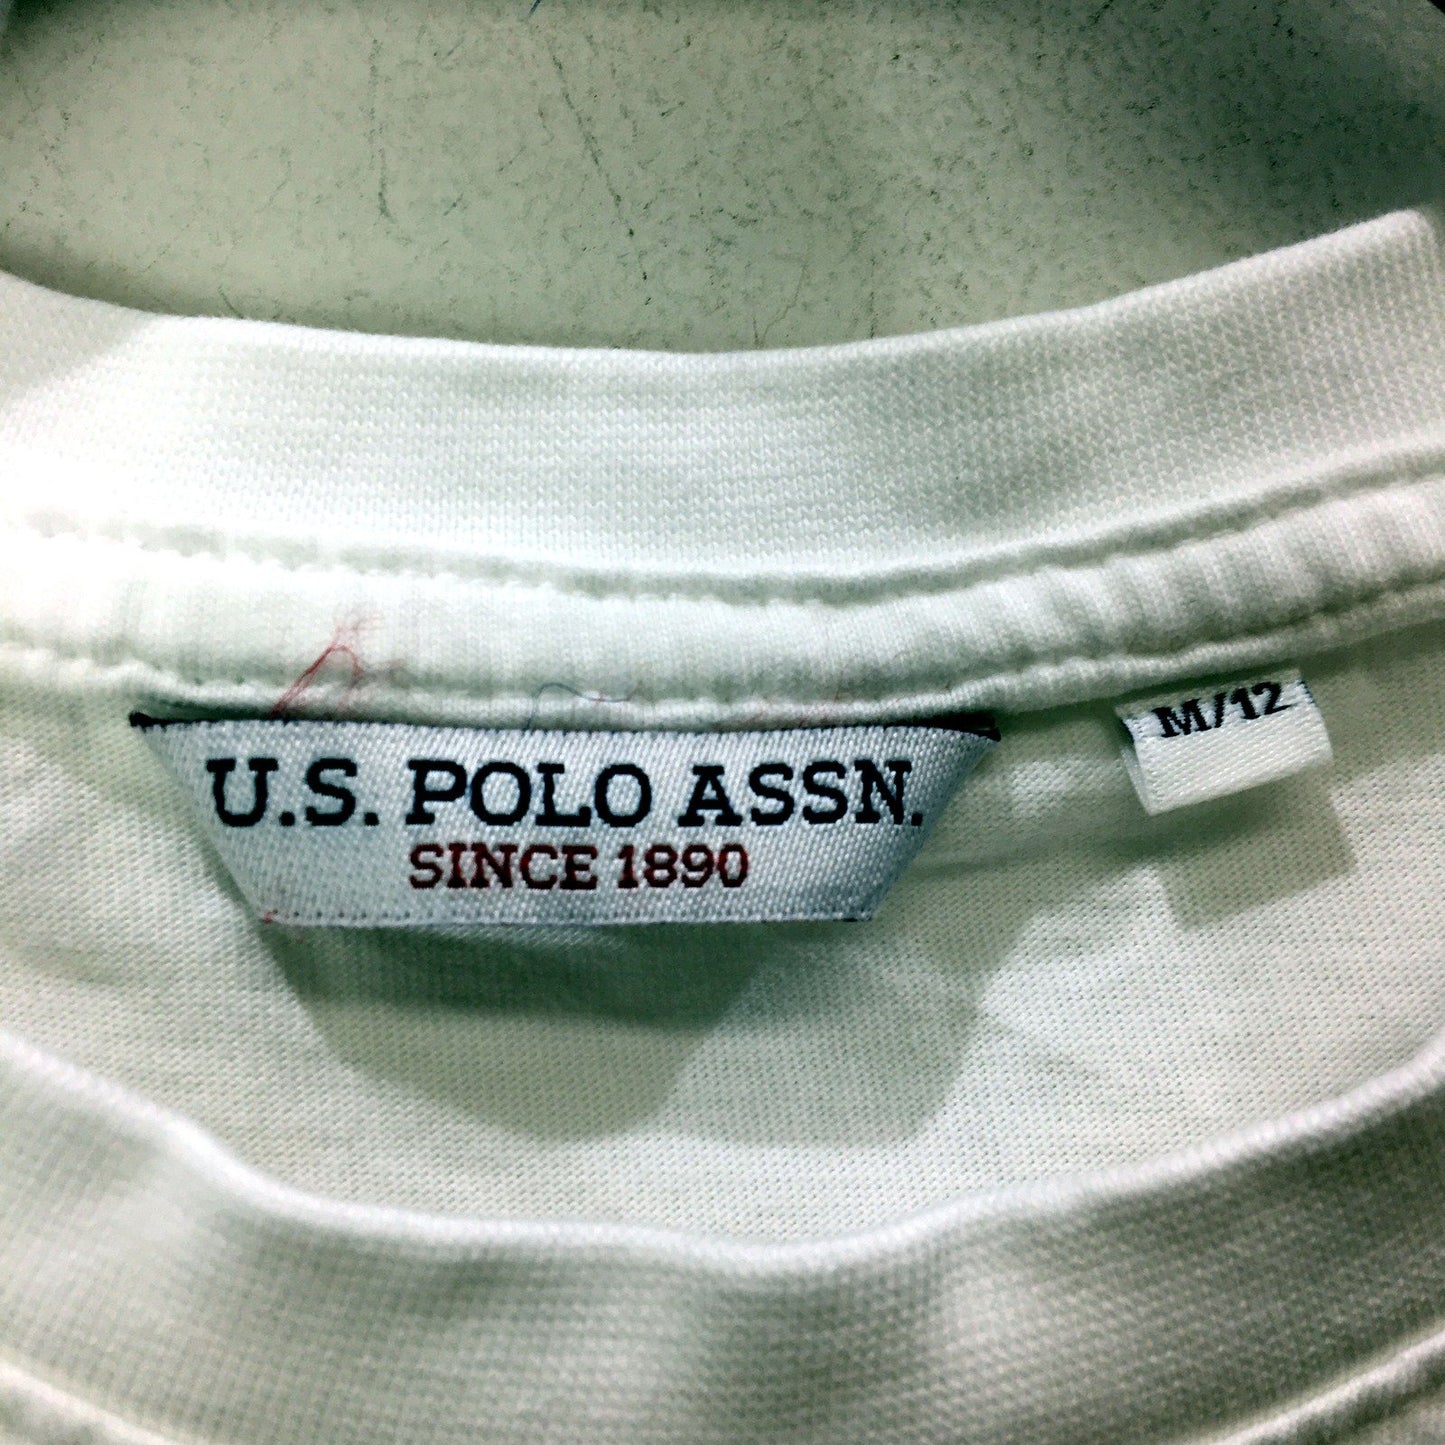 U.S. POLO ASSN.
SINCE 1890
M/12